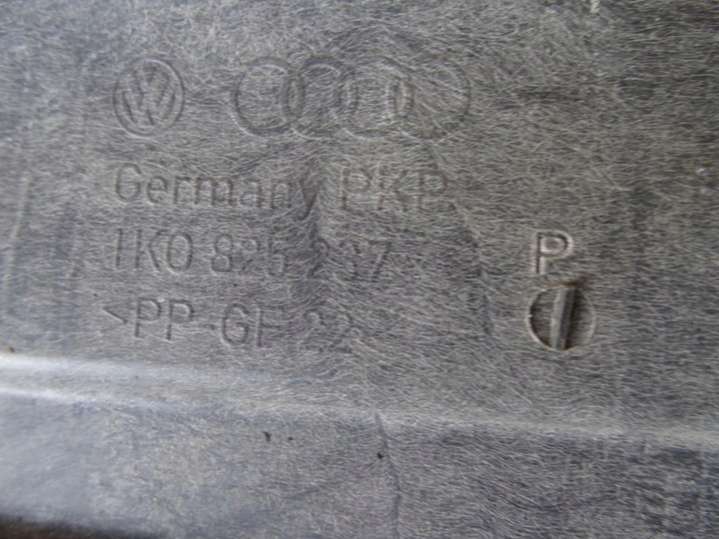 Germany PKP
1K0 825 237
P
<PP-GF 22